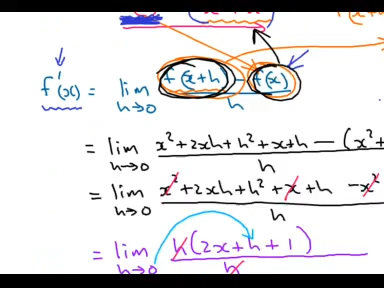 f'(x) = lim h→0 f(x+h) - f(x) / h
= lim h→0 x² + 2xh + h² + x + h - (x² + / h
= lim h→0 x² + 2xh + h² + x + h - x² / h
= lim h→0 h(2x + h + 1) / h